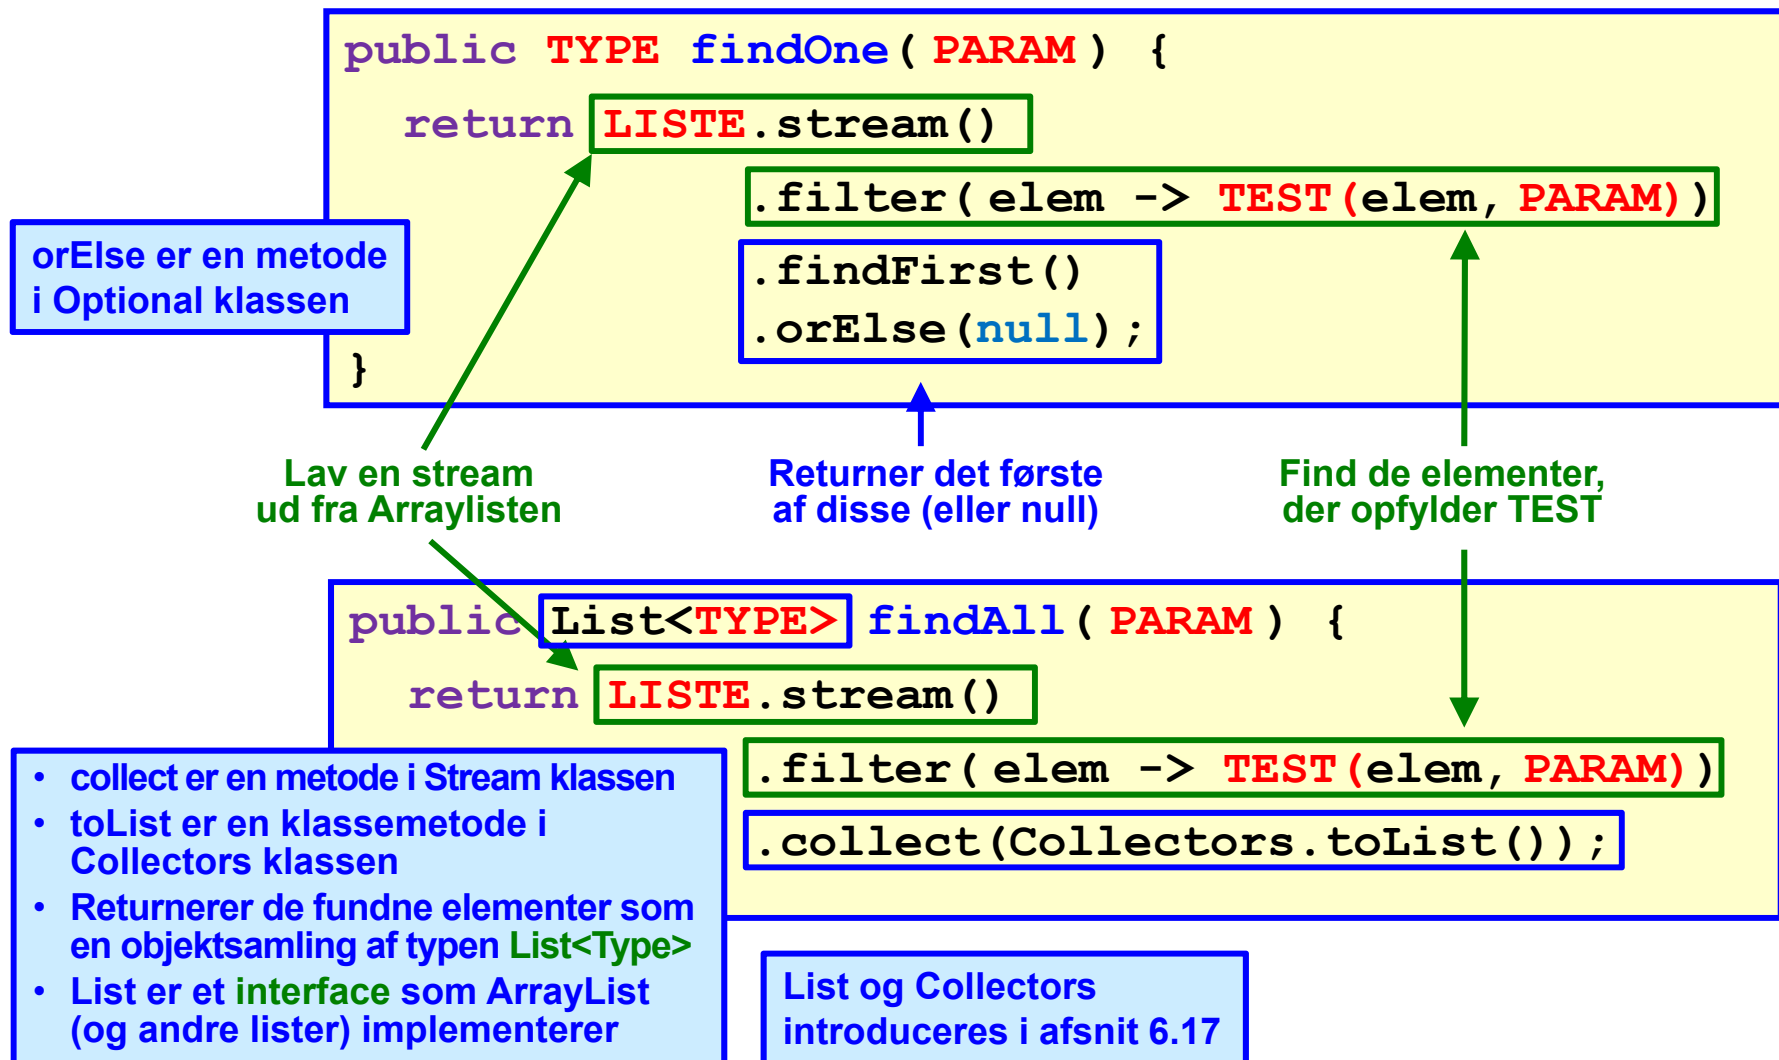 public TYPE findOne( PARAM ) {
return LISTE.stream()
.filter( elem -> TEST(elem, PARAM))
.findFirst()
.orElse(null);
}
orElse er en metode
i Optional klassen
Lav en stream
ud fra Arraylisten
Returner det første
af disse (eller null)
Find de elementer,
der opfylder TEST
public List<TYPE> findAll( PARAM ) {
return LISTE.stream()
.filter( elem -> TEST(elem, PARAM))
.collect(Collectors.toList());
• collect er en metode i Stream klassen
• toList er en klassemetode i
Collectors klassen
• Returnerer de fundne elementer som
en objektsamling af typen List<Type>
• List er et interface som ArrayList
(og andre lister) implementerer
List og Collectors
introduceres i afsnit 6.17